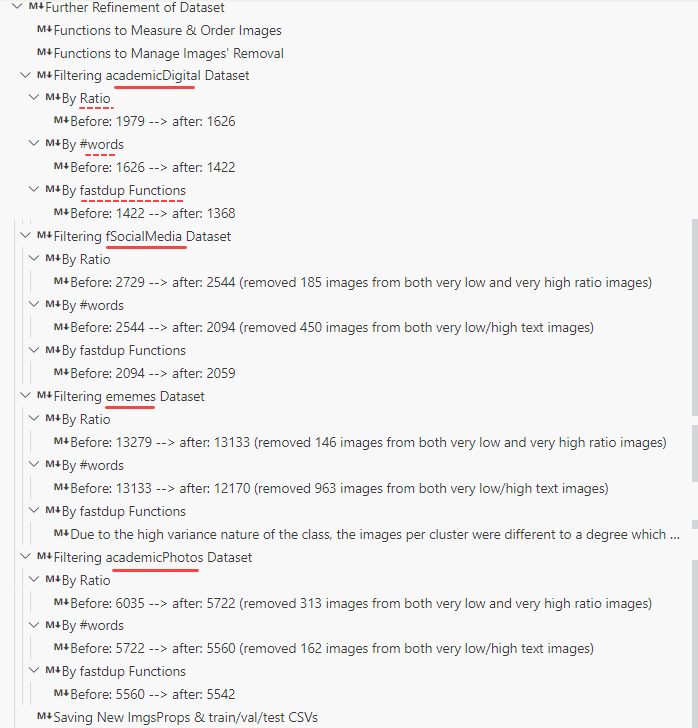 M↓Further Refinement of Dataset
M↓Functions to Measure & Order Images
M↓Functions to Manage Images' Removal
M↓Filtering academicDigital Dataset
M↓By Ratio
M↓Before: 1979 --> after: 1626
M↓By #words
M↓Before: 1626 --> after: 1422
M↓By fastdup Functions
M↓Before: 1422 --> after: 1368
M↓Filtering fSocialMedia Dataset
M↓By Ratio
M↓Before: 2729 --> after: 2544 (removed 185 images from both very low and very high ratio images)
M↓By #words
M↓Before: 2544 --> after: 2094 (removed 450 images from both very low/high text images)
M↓By fastdup Functions
M↓Before: 2094 --> after: 2059
M↓Filtering ememes Dataset
M↓By Ratio
M↓Before: 13279 --> after: 13133 (removed 146 images from both very low and very high ratio images)
M↓By #words
M↓Before: 13133 --> after: 12170 (removed 963 images from both very low/high text images)
M↓By fastdup Functions
M↓Due to the high variance nature of the class, the images per cluster were different to a degree which ...
M↓Filtering academicPhotos Dataset
M↓By Ratio
M↓Before: 6035 --> after: 5722 (removed 313 images from both very low and very high ratio images)
M↓By #words
M↓Before: 5722 --> after: 5560 (removed 162 images from both very low/high text images)
M↓By fastdup Functions
M↓Before: 5560 --> after: 5542
M↓Saving New ImgsProps & train/val/test CSVs